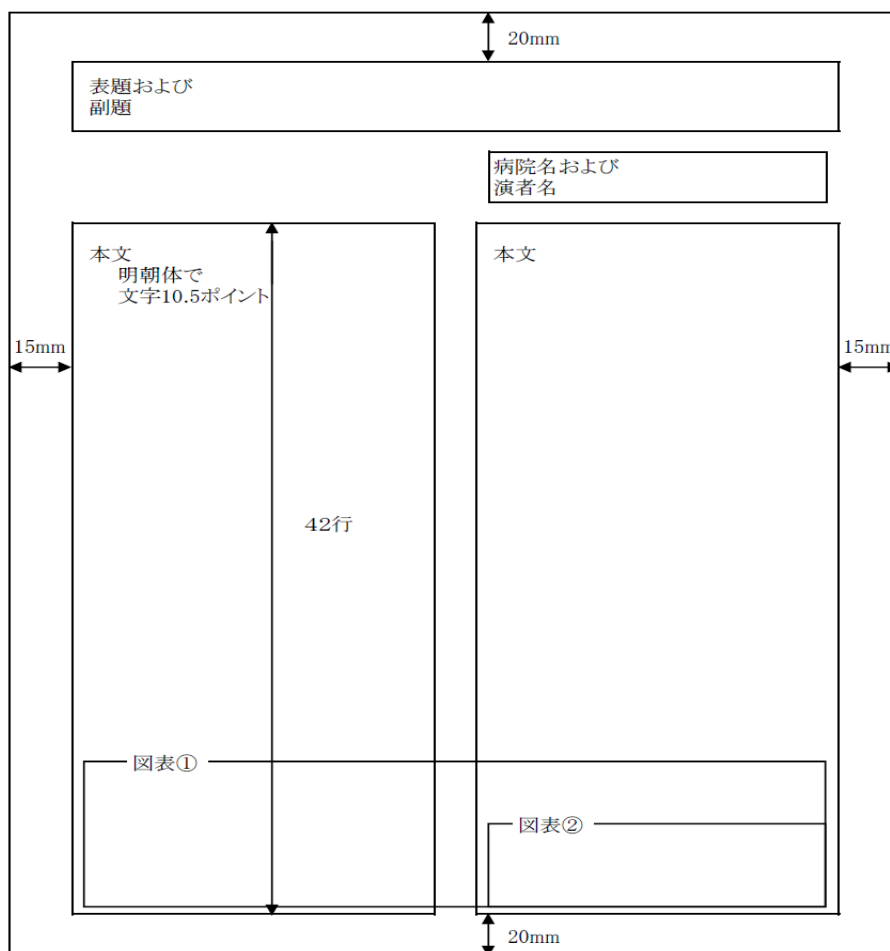 20mm
表題および
副題
病院名および
演者名
本文
明朝体で
文字10.5ポイント
本文
15mm
15mm
42行
図表①
図表②
20mm